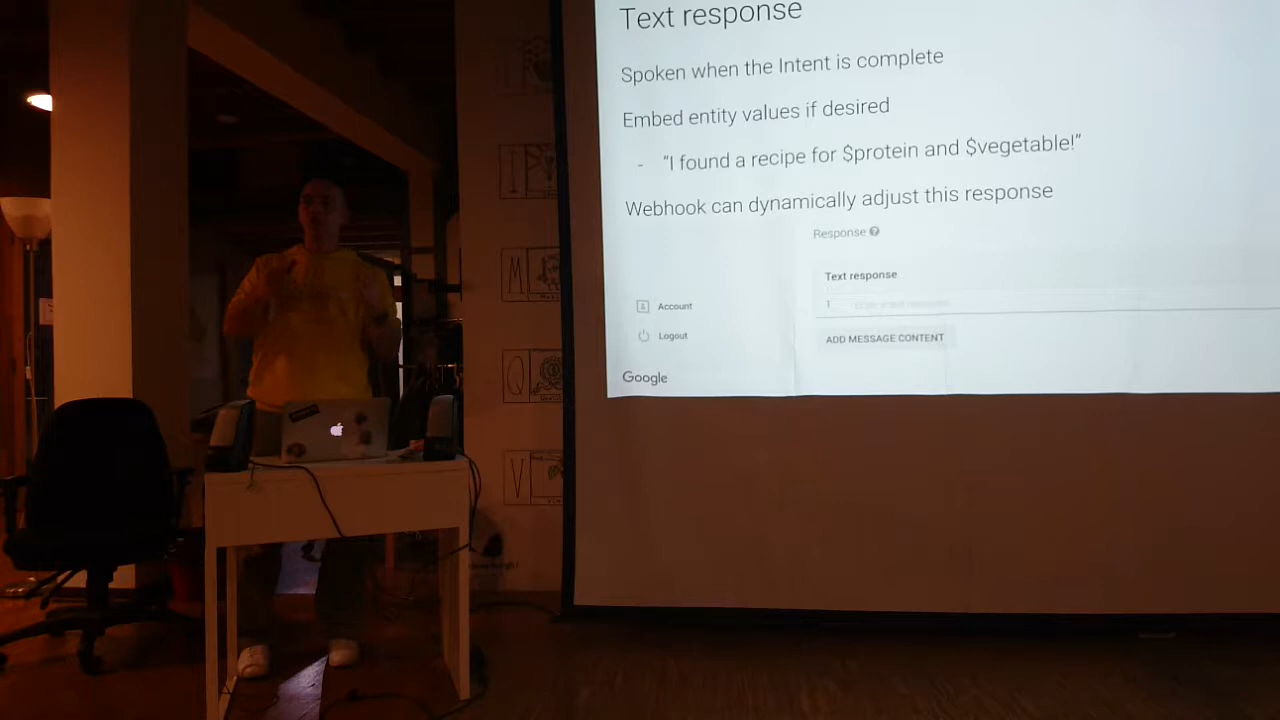 Text response
Spoken when the Intent is complete
Embed entity values if desired
- "I found a recipe for $protein and $vegetable!"
Webhook can dynamically adjust this response
Response
Text response
1
Account
Logout
ADD MESSAGE CONTENT
Google
I
M
Q
V